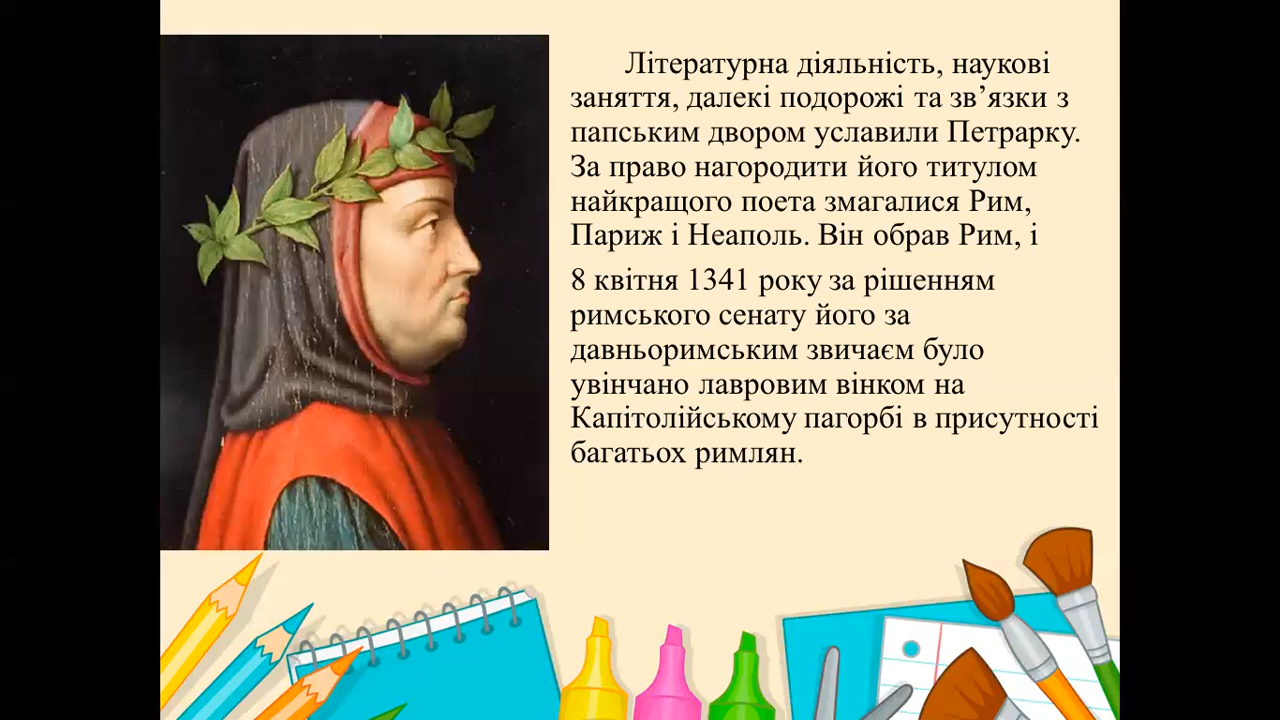 Літературна діяльність, наукові
заняття, далекі подорожі та зв’язки з
папським двором уславили Петрарку.
За право нагородити його титулом
найкращого поета змагалися Рим,
Париж і Неаполь. Він обрав Рим, і
8 квітня 1341 року за рішенням
римського сенату його за
давньоримським звичаєм було
увінчано лавровим вінком на
Капітолійському пагорбі в присутності
багатьох римлян.